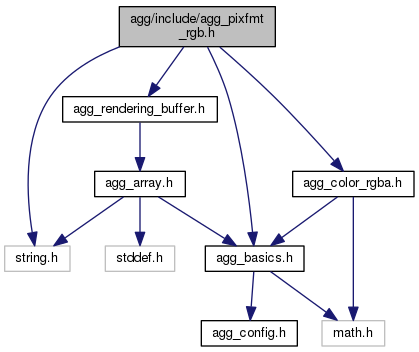 agg/include/agg_pixfmt
_rgb.h
agg_rendering_buffer.h
agg_array.h
agg_color_rgba.h
string.h
stddef.h
agg_basics.h
agg_config.h
math.h